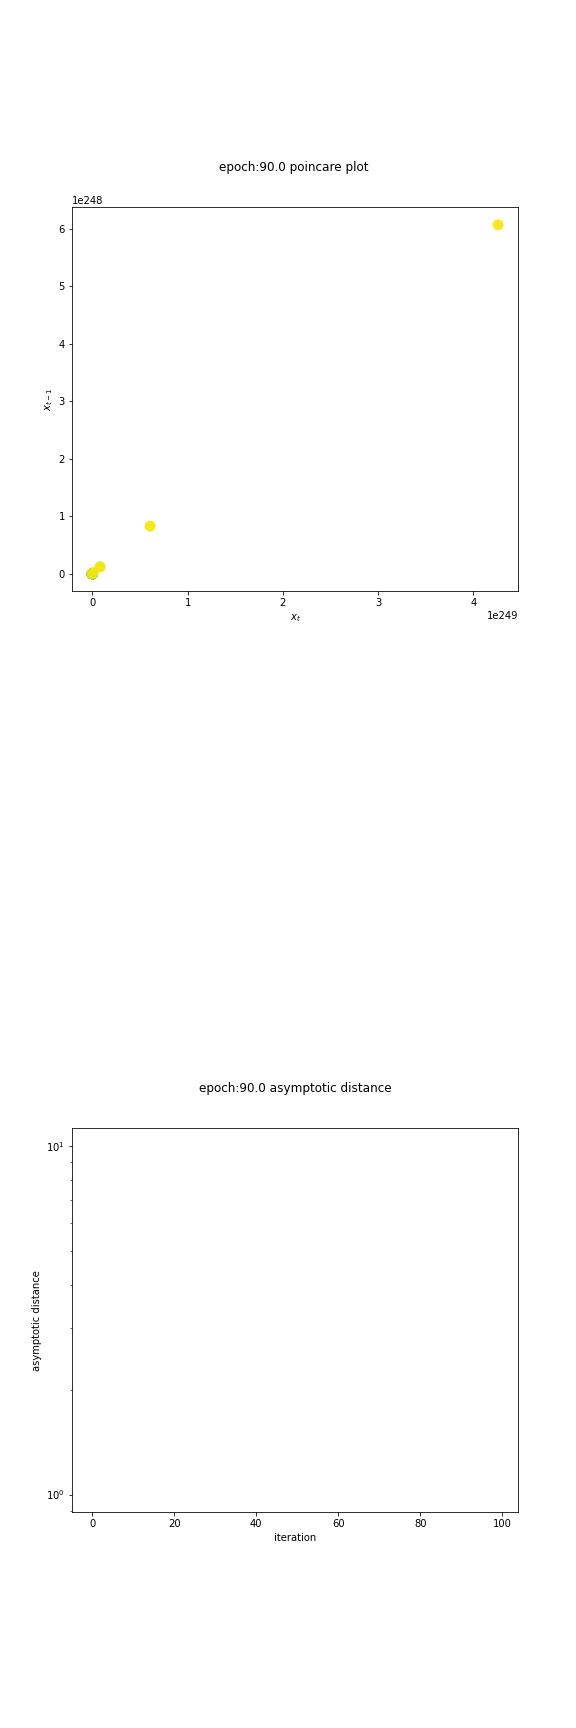 epoch:90.0 poincare plot
1e248
6
5
4
3
2
1
0
x_{t-1}
0 1 2 3 4
x_t
1e249
epoch:90.0 asymptotic distance
10^1
10^0
asymptotic distance
0 20 40 60 80 100
iteration